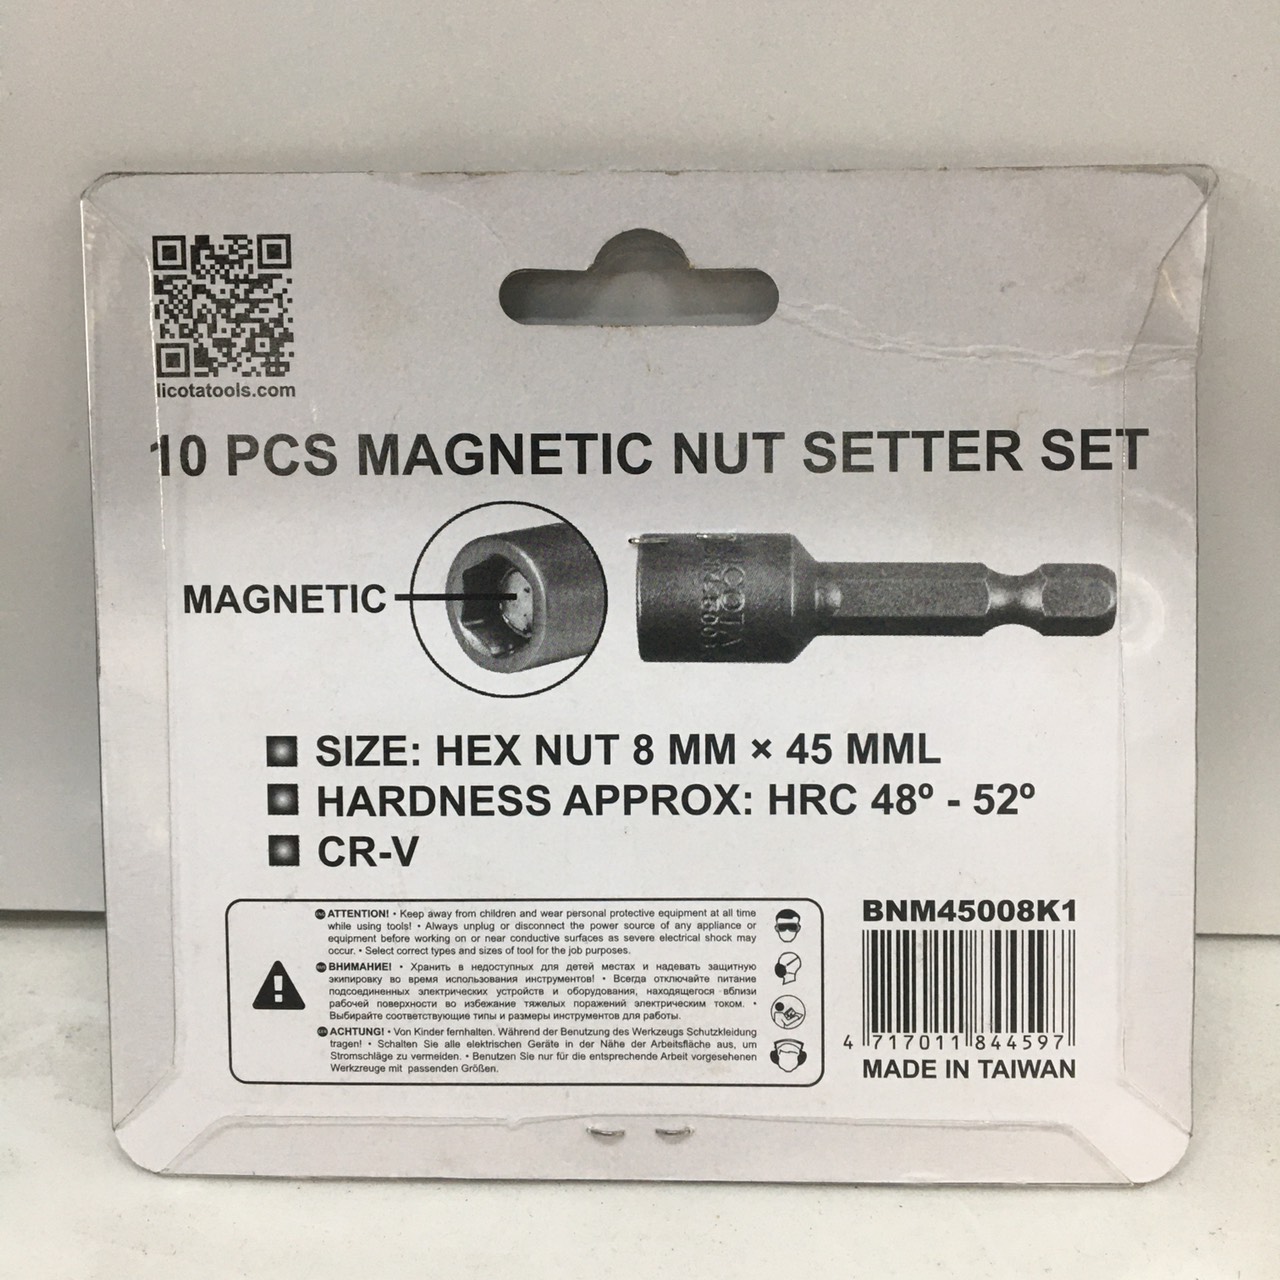 licotatools.com
10 PCS MAGNETIC NUT SETTER SET
MAGNETIC
SIZE: HEX NUT 8 MM × 45 MML
HARDNESS APPROX: HRC 48º - 52º
CR-V
ATTENTION! • Keep away from children and wear personal protective equipment at all time
while using tools! • Always unplug or disconnect the power source of any appliance or
equipment before working on or near conductive surfaces as severe electrical shock may
occur. • Select correct types and sizes of tool for the job purposes.
ВНИМАНИЕ! • Хранить в недоступных для детей местах и надевать защитную
экипировку во время использования инструментов! • Всегда отключайте питание
подсоединенных электрических устройств и оборудования, находящегося вблизи
рабочей поверхности во избежание тяжелых поражений электрическим током. •
Выбирайте соответствующие типы и размеры инструментов для работы.
ACHTUNG! • Von Kinder fernhalten. Während der Benutzung des Werkzeugs Schutzkleidung
tragen! • Schalten Sie alle elektrischen Geräte in der Nähe der Arbeitsfläche aus, um
Stromschläge zu vermeiden. • Benutzen Sie nur für die entsprechende Arbeit vorgesehenen
Werkzeuge mit passenden Größen.
BNM45008K1
4 717011 844597
MADE IN TAIWAN